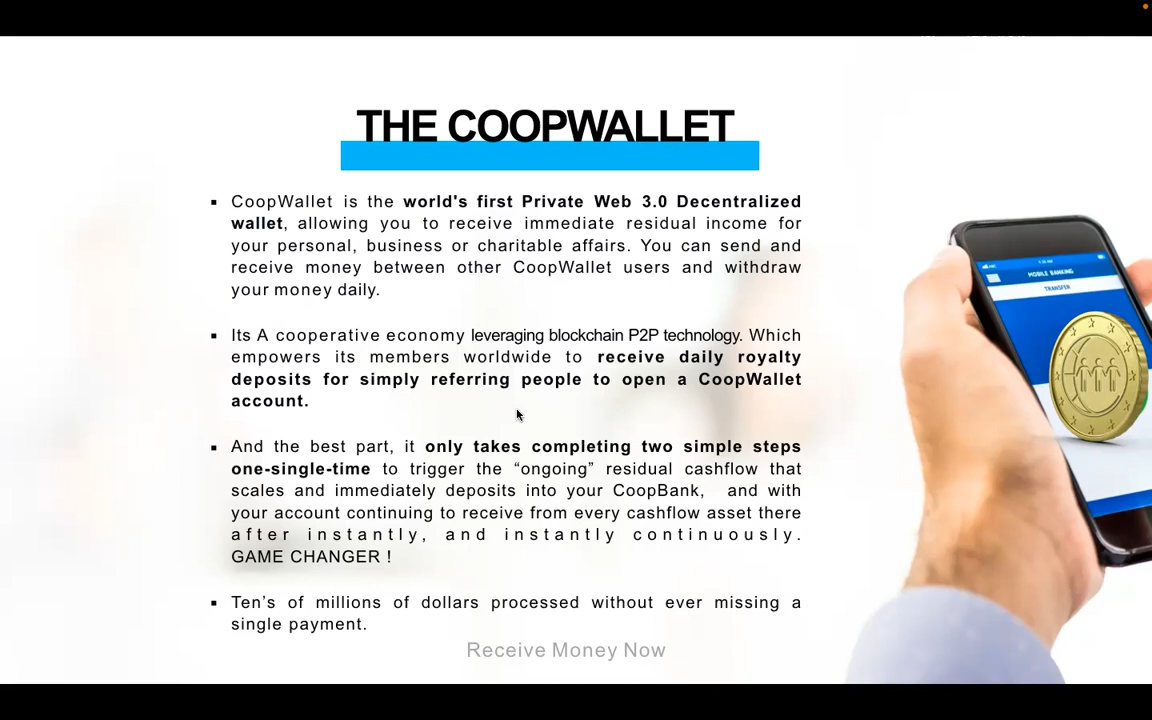 THE COOPWALLET
▪ CoopWallet is the world's first Private Web 3.0 Decentralized
wallet, allowing you to receive immediate residual income for
your personal, business or charitable affairs. You can send and
receive money between other CoopWallet users and withdraw
your money daily.
▪ Its A cooperative economy leveraging blockchain P2P technology. Which
empowers its members worldwide to receive daily royalty
deposits for simply referring people to open a CoopWallet
account.
▪ And the best part, it only takes completing two simple steps
one-single-time to trigger the “ongoing” residual cashflow that
scales and immediately deposits into your CoopBank, and with
your account continuing to receive from every cashflow asset there
after instantly, and instantly continuously.
GAME CHANGER !
▪ Ten’s of millions of dollars processed without ever missing a
single payment.
Receive Money Now
MOBILE BANKING
TRANSFER